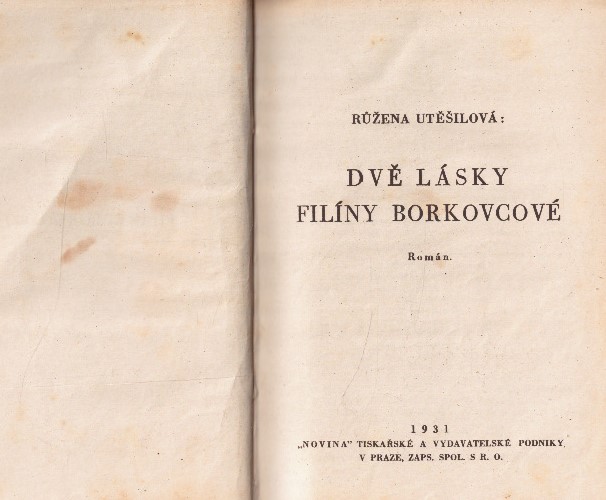 RŮŽENA UTĚŠILOVÁ:
DVĚ LÁSKY
FILÍNY BORKOVCOVÉ
Román.
1931
„NOVINA" TISKAŘSKÉ A VYDAVATELSKÉ PODNIKY,
V PRAZE, ZAPS. SPOL. S R. O.